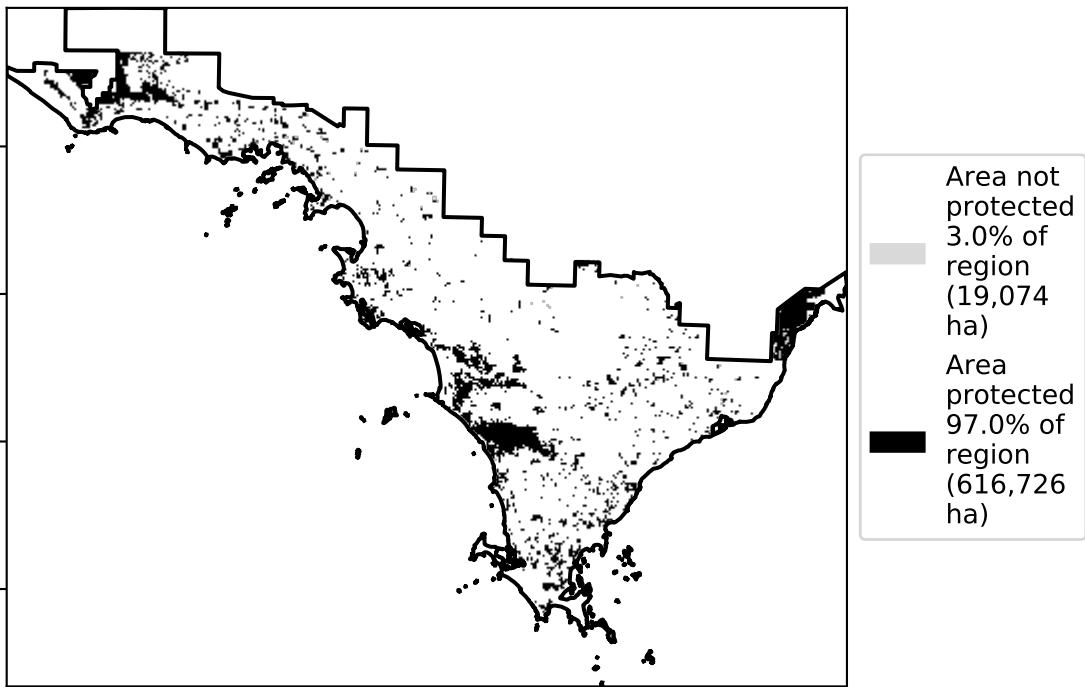 Area not
protected
3.0% of
region
(19,074
ha)
Area
protected
97.0% of
region
(616,726
ha)